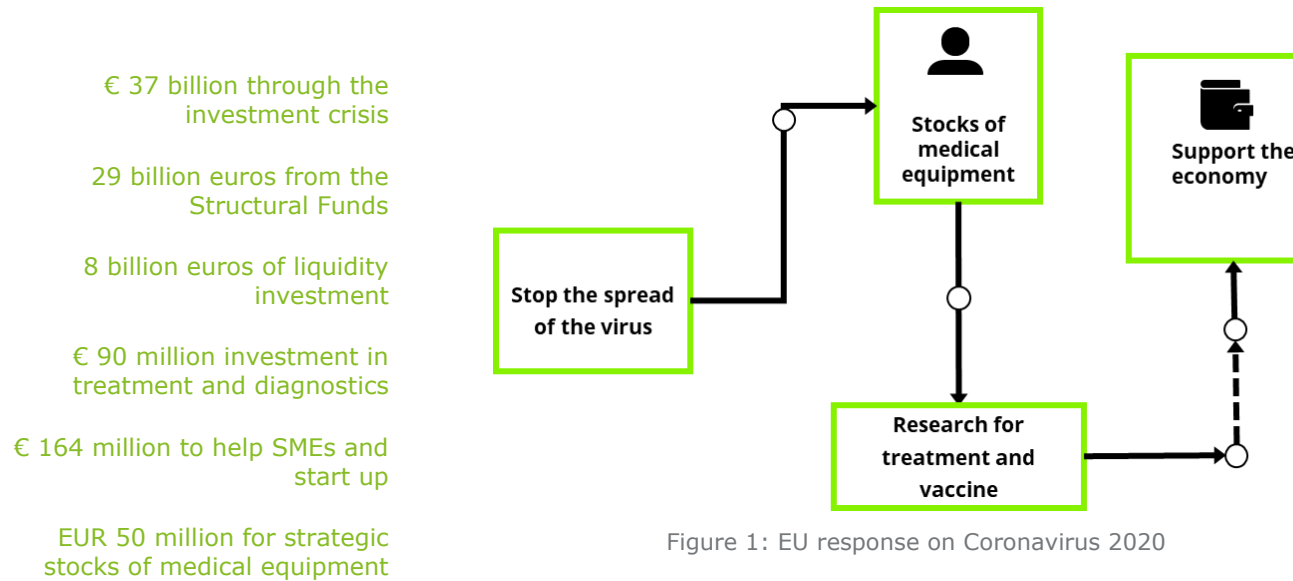 € 37 billion through the
investment crisis
29 billion euros from the
Structural Funds
8 billion euros of liquidity
investment
€ 90 million investment in
treatment and diagnostics
€ 164 million to help SMEs and
start up
EUR 50 million for strategic
stocks of medical equipment
Stop the spread
of the virus
Stocks of
medical
equipment
Research for
treatment and
vaccine
Support the
economy
Figure 1: EU response on Coronavirus 2020